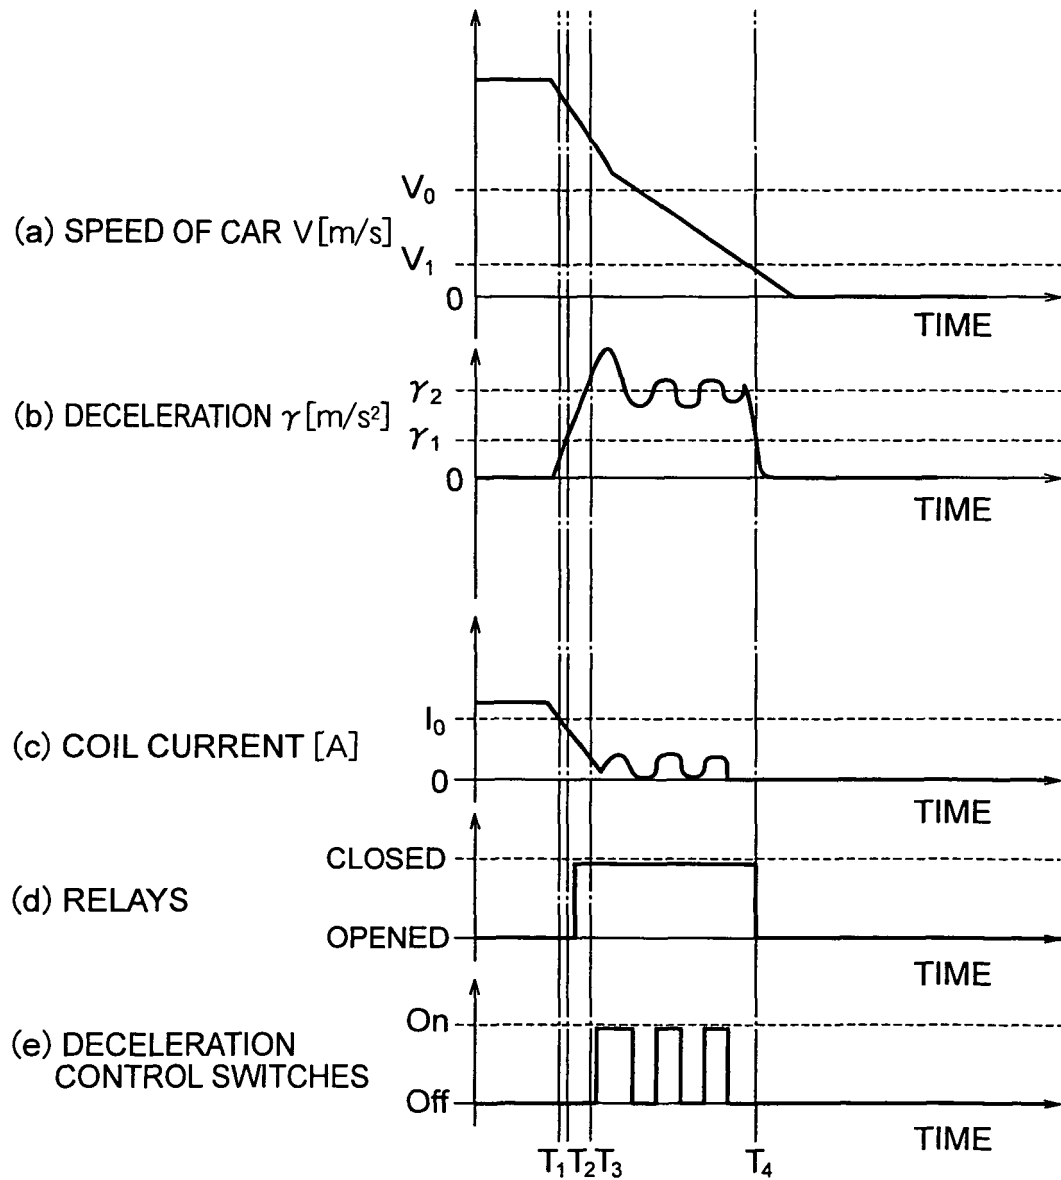 V₀
(a) SPEED OF CAR V[m/s]
V₁
0
TIME
γ₂
(b) DECELERATION γ[m/s²]
γ₁
0
TIME
I₀
(c) COIL CURRENT [A]
0
TIME
CLOSED
(d) RELAYS
OPENED
TIME
On
(e) DECELERATION
CONTROL SWITCHES
Off
TIME
T₁ T₂ T₃ T₄